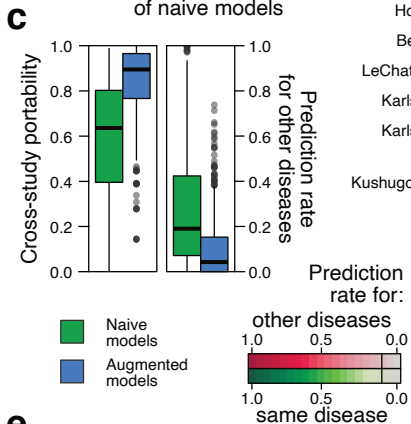 c
of naive models
Cross-study portability
1.0
0.8
0.6
0.4
0.2
0.0
1.0
0.8
0.6
0.4
0.2
0.0
Prediction rate
for other diseases
Ho
Be
LeChat
Karls
Karls
Kushugo
Naive
models
Augmented
models
Prediction
rate for:
other diseases
1.0 0.5 0.0
1.0 0.5 0.0
same disease